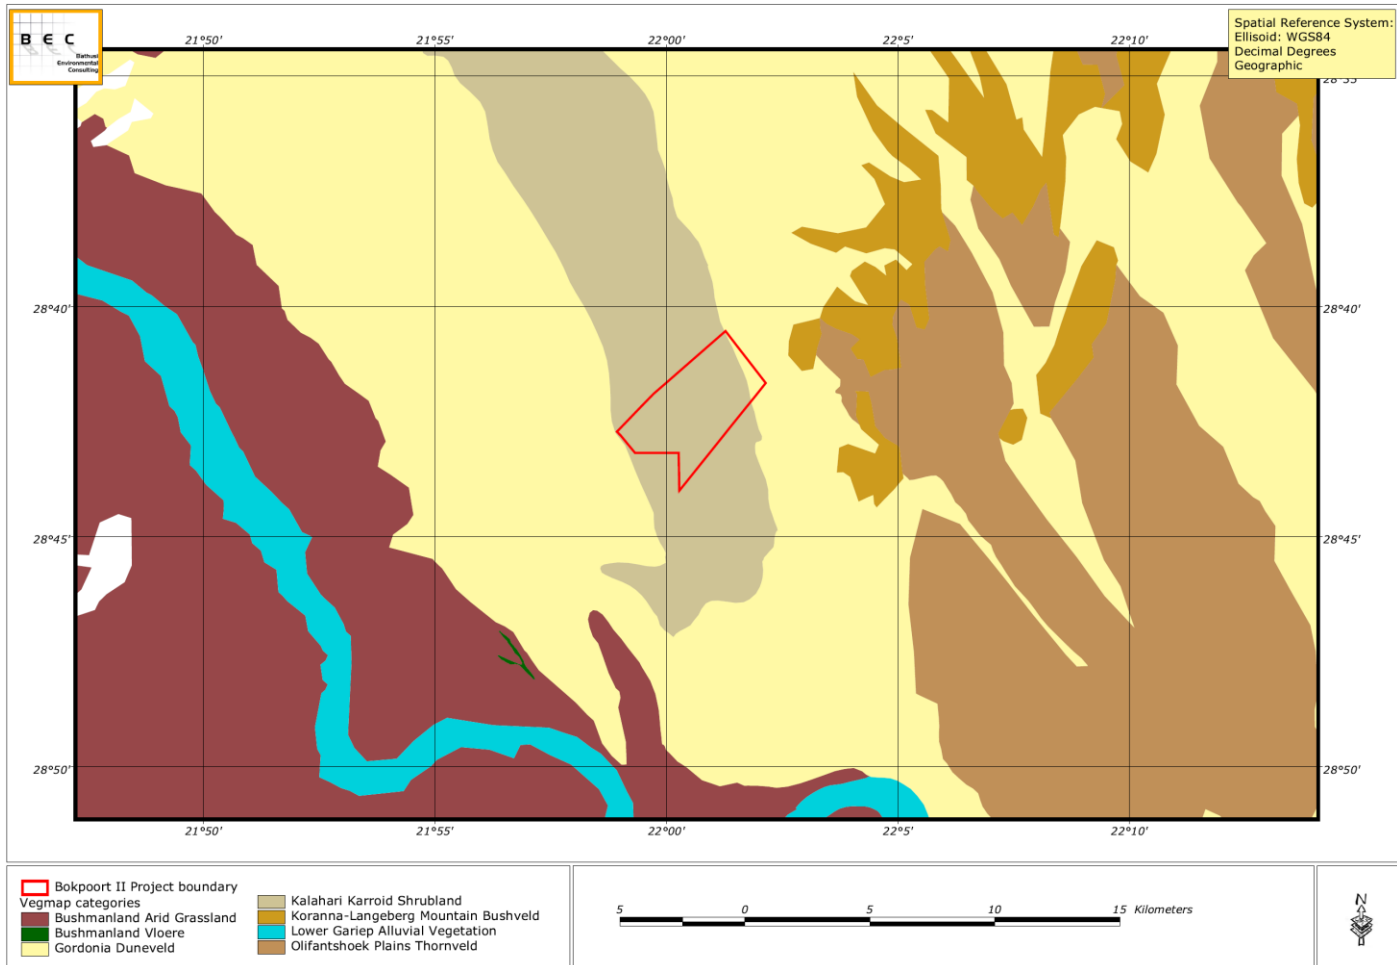 B E C
Bathusi
Environmental
Consulting
Spatial Reference System:
Ellisoid: WGS84
Decimal Degrees
Geographic
21°50' 21°55' 22°00' 22°5' 22°10'
28°35'
28°40' 28°40'
28°45' 28°45'
28°50' 28°50'
21°50' 21°55' 22°00' 22°5' 22°10'
Bokpoort II Project boundary
Vegmap categories
Bushmanland Arid Grassland
Bushmanland Vloere
Gordonia Duneveld
Kalahari Karroid Shrubland
Koranna-Langeberg Mountain Bushveld
Lower Gariep Alluvial Vegetation
Olifantshoek Plains Thornveld
5 0 5 10 15 Kilometers
N